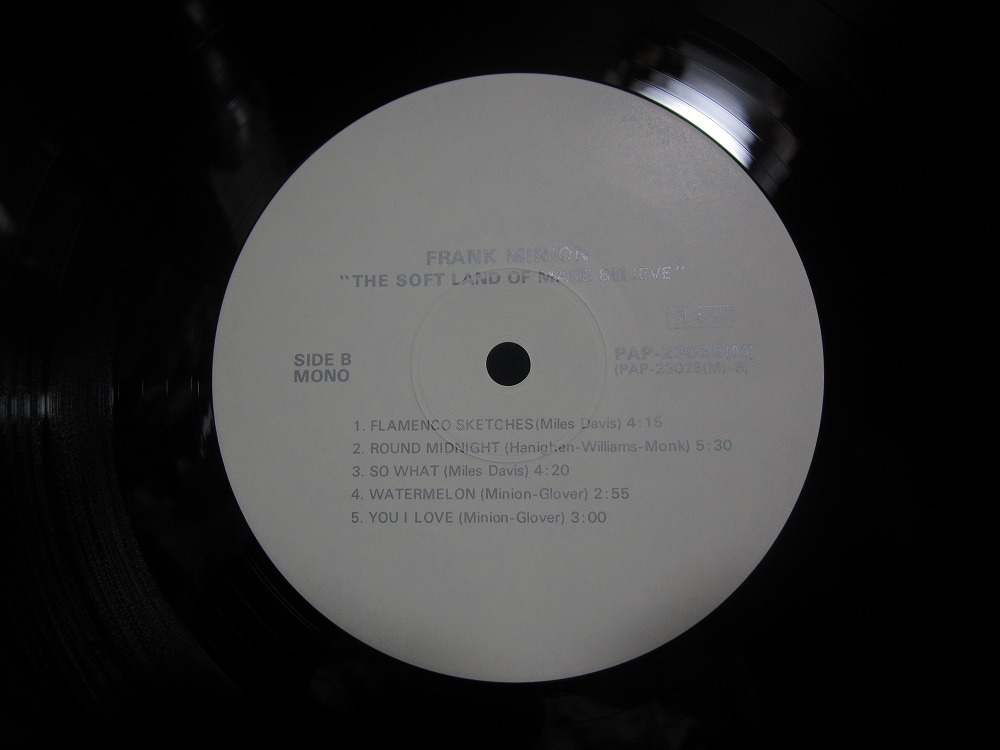 FRANK MINION
"THE SOFT LAND OF MAKE BELIEVE"
SIDE B
MONO
(PAP-23025(M)-B)
1. FLAMENCO SKETCHES(Miles Davis) 4:15
2. ROUND MIDNIGHT (Hanighen-Williams-Monk) 5:30
3. SO WHAT (Miles Davis) 4:20
4. WATERMELON (Minion-Glover) 2:55
5. YOU I LOVE (Minion-Glover) 3:00